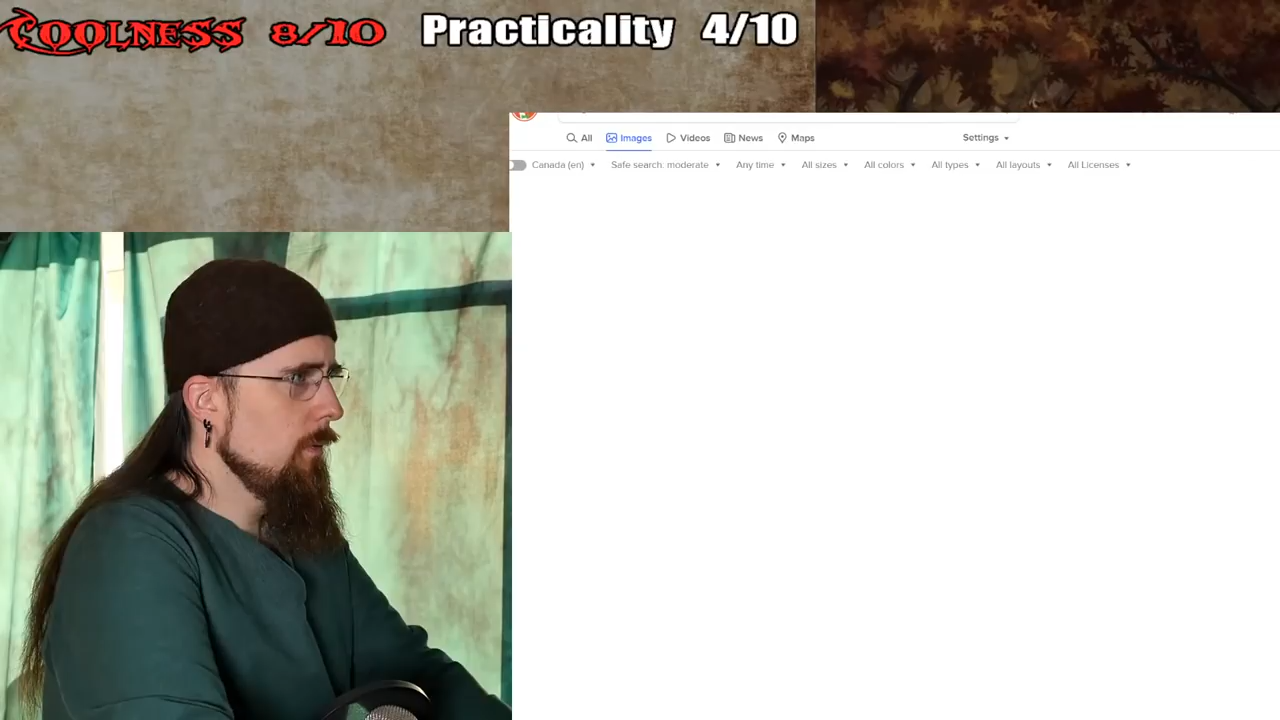 COOLNESS 8/10 Practicality 4/10
All Images Videos News Maps Settings
Canada (en) Safe search: moderate Any time All sizes All colors All types All layouts All Licenses